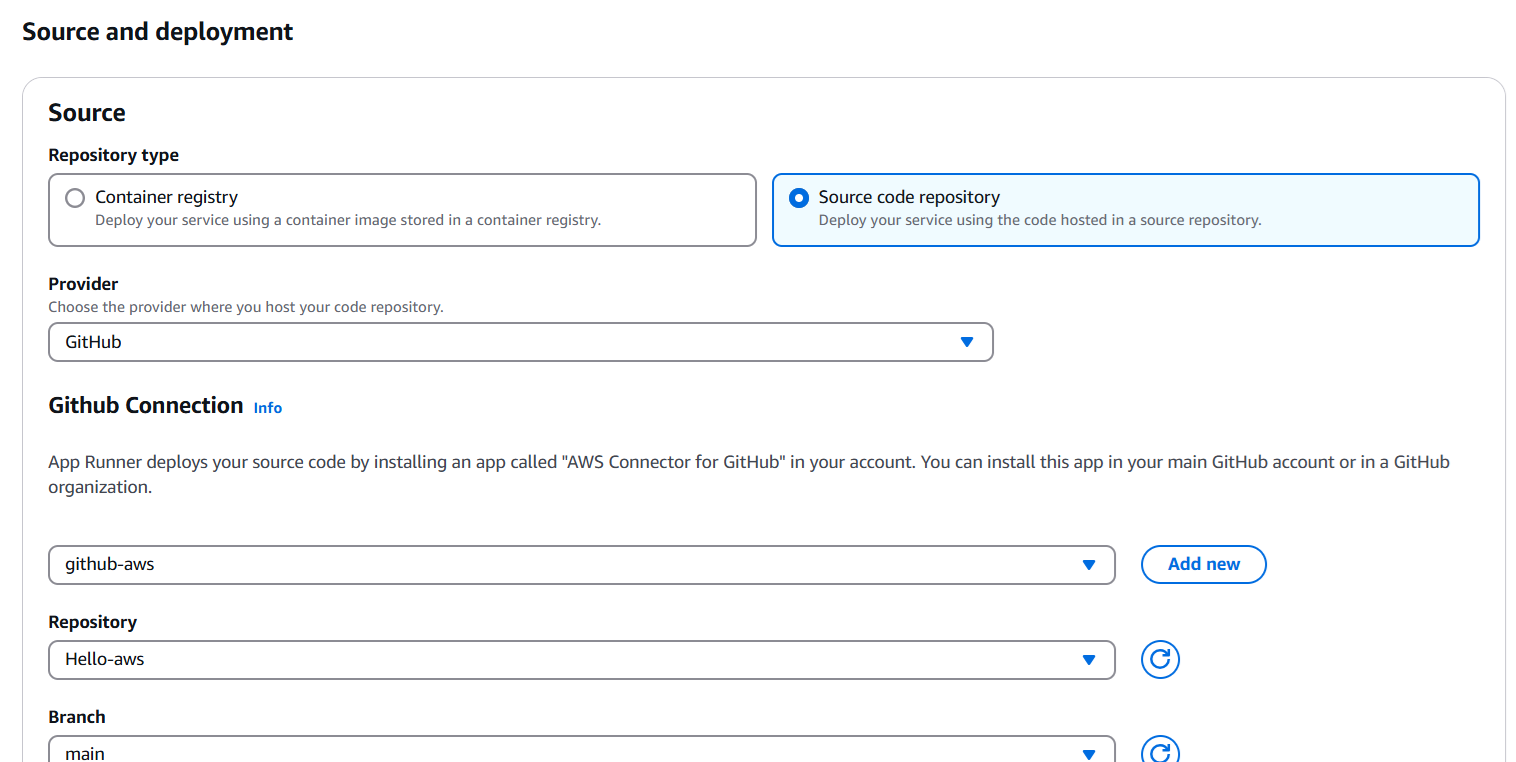 Source and deployment
Source
Repository type
Container registry
Deploy your service using a container image stored in a container registry.
Source code repository
Deploy your service using the code hosted in a source repository.
Provider
Choose the provider where you host your code repository.
GitHub
Github Connection Info
App Runner deploys your source code by installing an app called "AWS Connector for GitHub" in your account. You can install this app in your main GitHub account or in a GitHub
organization.
github-aws
Add new
Repository
Hello-aws
Branch
main